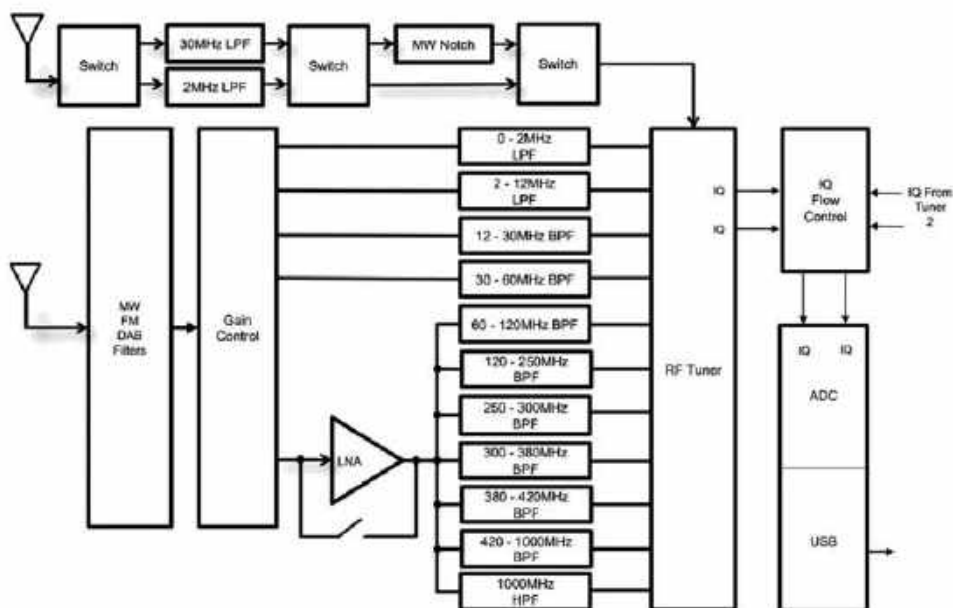 Switch
30MHz LPF
2MHz LPF
Switch
MW Notch
Switch
MW
FM
DAB
Filters
Gain
Control
LNA
0 - 2MHz
LPF
2 - 12MHz
LPF
12 - 30MHz BPF
30 - 60MHz BPF
60 - 120MHz BPF
120 - 250MHz
BPF
250 - 300MHz
BPF
300 - 380MHz
BPF
380 - 420MHz
BPF
420 - 1000MHz
BPF
1000MHz
HPF
RF Tuner
IQ
IQ
IQ
Flow
Control
IQ From
Tuner
2
IQ IQ
ADC
USB